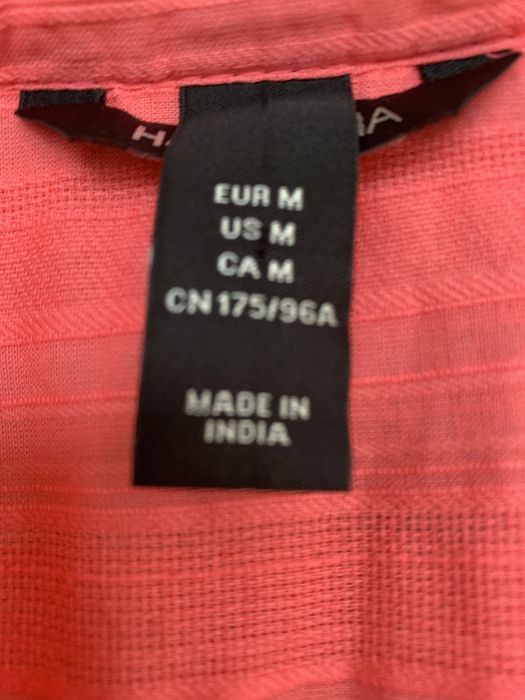 EUR M
US M
CA M
CN 175/96A
MADE IN
INDIA